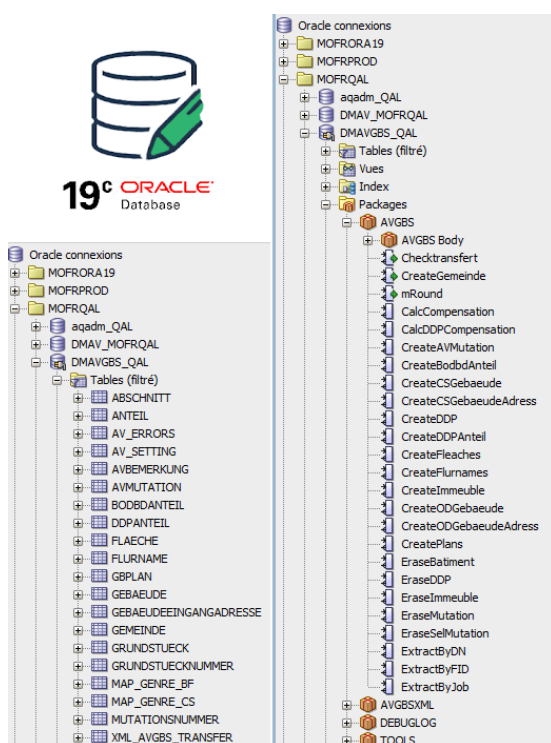 19c ORACLE
Database
Oracle connexions
MOFRORA19
MOFRPROD
MOFRQAL
aqadm_QAL
DMAV_MOFRQAL
DMAVGBS_QAL
Tables (filtré)
ABSCHNITT
ANTEIL
AV_ERRORS
AV_SETTING
AVBEMERKUNG
AVMUTATION
BODBDANTEIL
DDPANTEIL
FLAECHE
FLURNAME
GBPLAN
GEBAEUDE
GEBAEUDEEINGANGADRESSE
GEMEINDE
GRUNDSTUECK
GRUNDSTUECKNUMMER
MAP_GENRE_BF
MAP_GENRE_CS
MUTATIONSNUMMER
XML_AVGBS_TRANSFER
Oracle connexions
MOFRORA19
MOFRPROD
MOFRQAL
aqadm_QAL
DMAV_MOFRQAL
DMAVGBS_QAL
Tables (filtré)
Vues
Index
Packages
AVGBS
AVGBS Body
Checktransfert
CreateGemeinde
mRound
CalcCompensation
CalcDDPCompensation
CreateAVMutation
CreateBodbdAnteil
CreateCSGebaeude
CreateCSGebaeudeAdress
CreateDDP
CreateDDPAnteil
CreateFleaches
CreateFlurnames
CreateImmeuble
CreateODGebaeude
CreateODGebaeudeAdress
CreatePlans
EraseBatiment
EraseDDP
EraseImmeuble
EraseMutation
EraseSelMutation
ExtractByDN
ExtractByFID
ExtractByJob
AVGBSXML
DEBUGLOG
TOOLS